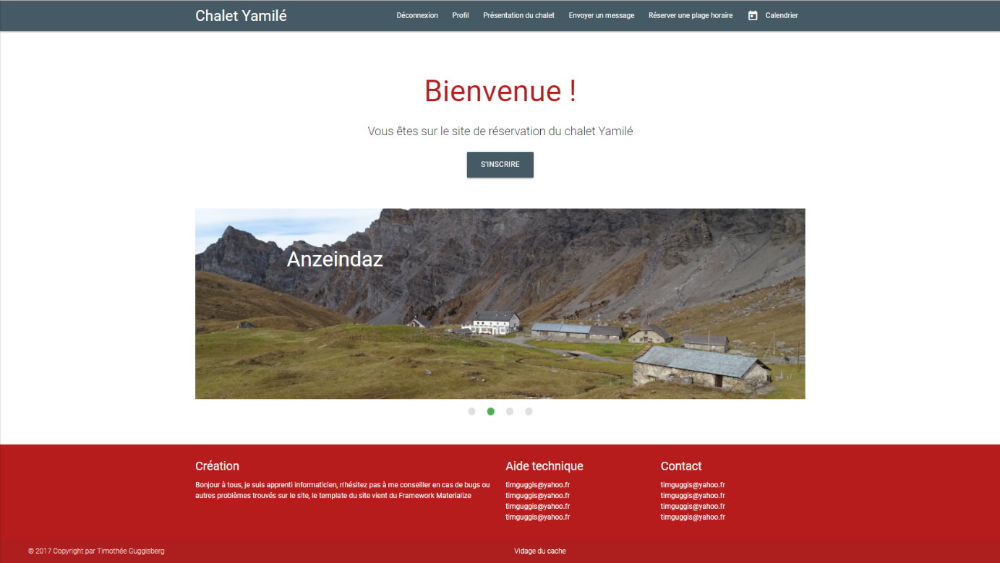 Chalet Yamilé
Déconnexion Profil Présentation du chalet Envoyer un message Réserver une plage horaire Calendrier
Bienvenue !
Vous êtes sur le site de réservation du chalet Yamilé
S'INSCRIRE
Anzeindaz
Création
Bonjour à tous, je suis apprenti informaticien, n'hésitez pas à me conseiller en cas de bugs ou
autres problèmes trouvés sur le site, le template du site vient du Framework Materialize
Aide technique
timguggis@yahoo.fr
timguggis@yahoo.fr
timguggis@yahoo.fr
timguggis@yahoo.fr
Contact
timguggis@yahoo.fr
timguggis@yahoo.fr
timguggis@yahoo.fr
timguggis@yahoo.fr
© 2017 Copyright par Timothée Guggisberg
Vidage du cache